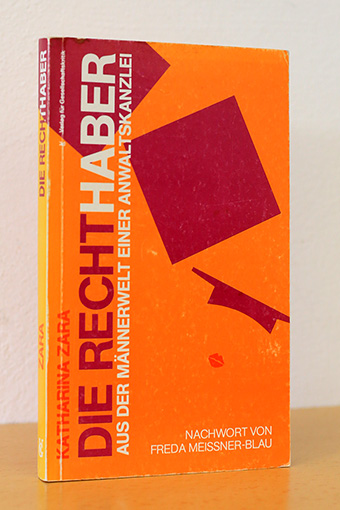 DIE RECHTHABER
ZARA
Verlag für Gesellschaftskritik
KATHARINA ZARA
DIE RECHTHABER
AUS DER MÄNNERWELT EINER ANWALTSKANZLEI
NACHWORT VON
FREDA MEISSNER-BLAU